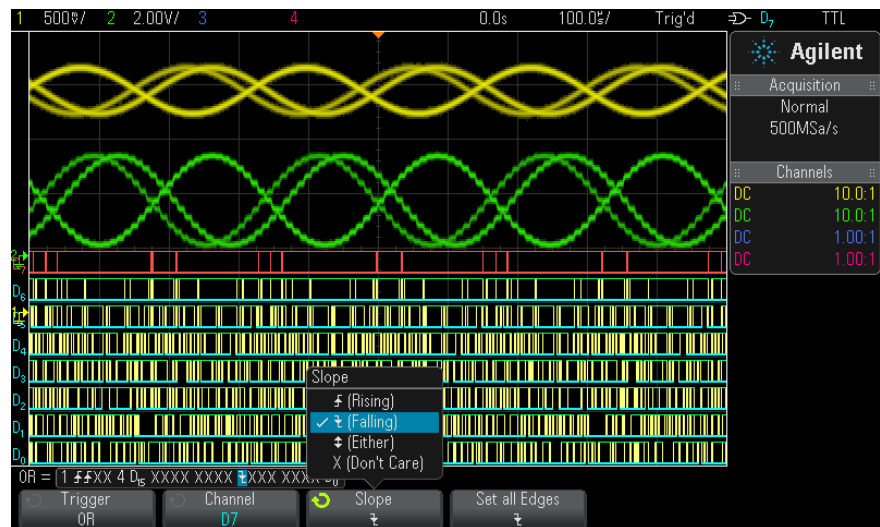 1 500㎷/ 2 2.00V/ 3 4 0.0s 100.0㎲/ Trig'd D7 TTL
Agilent
Acquisition
Normal
500MSa/s
Channels
DC 10.0:1
DC 10.0:1
DC 1.00:1
DC 1.00:1
D6
D4
D3
D2
D1
D0
Slope
(Rising)
(Falling)
(Either)
X (Don't Care)
OR = [1 XX 4 D15 XXXX XXXX XXX XXXX D0]
Trigger
OR
Channel
D7
Slope
Set all Edges